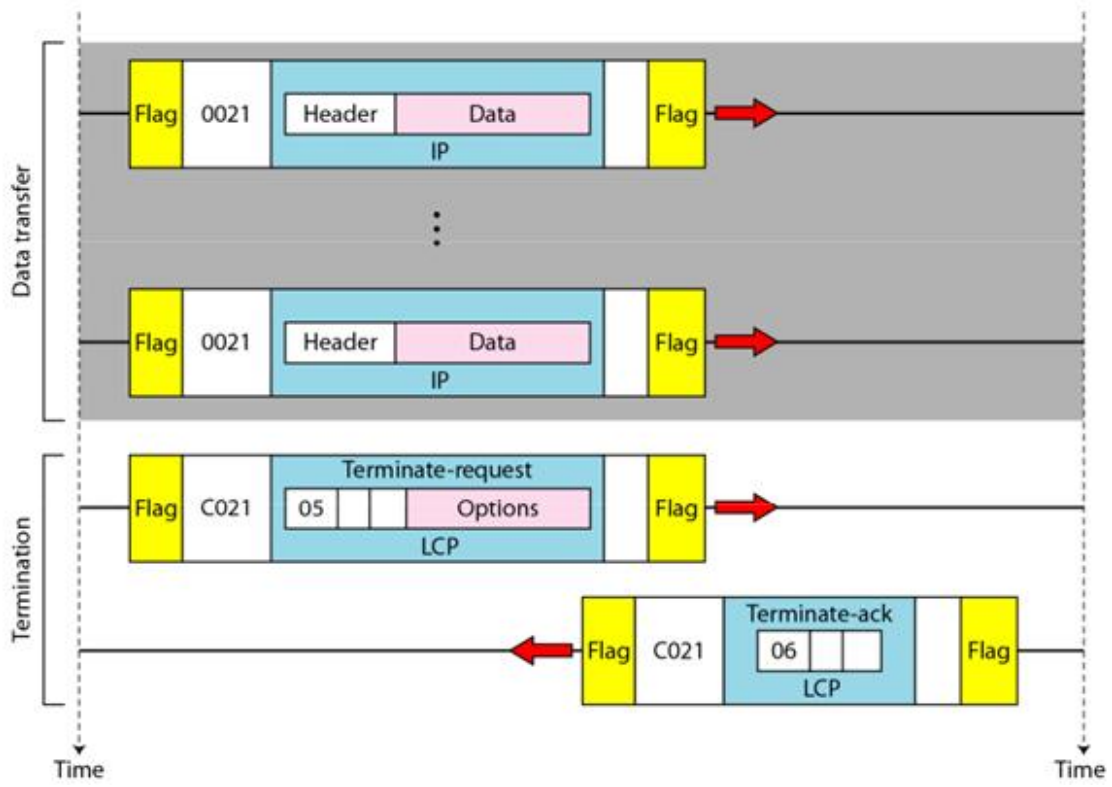 Data transfer
Flag 0021 Header Data Flag
IP
Flag 0021 Header Data Flag
IP
Termination
Terminate-request
Flag C021 05 Options Flag
LCP
Terminate-ack
Flag C021 06 Flag
LCP
Time Time